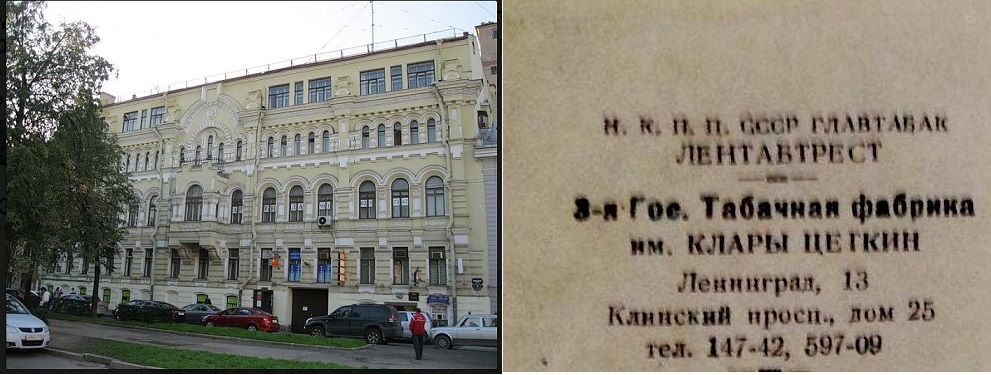 Н. К. П. П. СССР ГЛАВТАБАК
ЛЕНТАБТРЕСТ
3-я Гос. Табачная фабрика
им. КЛАРЫ ЦЕТКИН
Ленинград, 13
Клинский просп., дом 25
тел. 147-42, 597-09